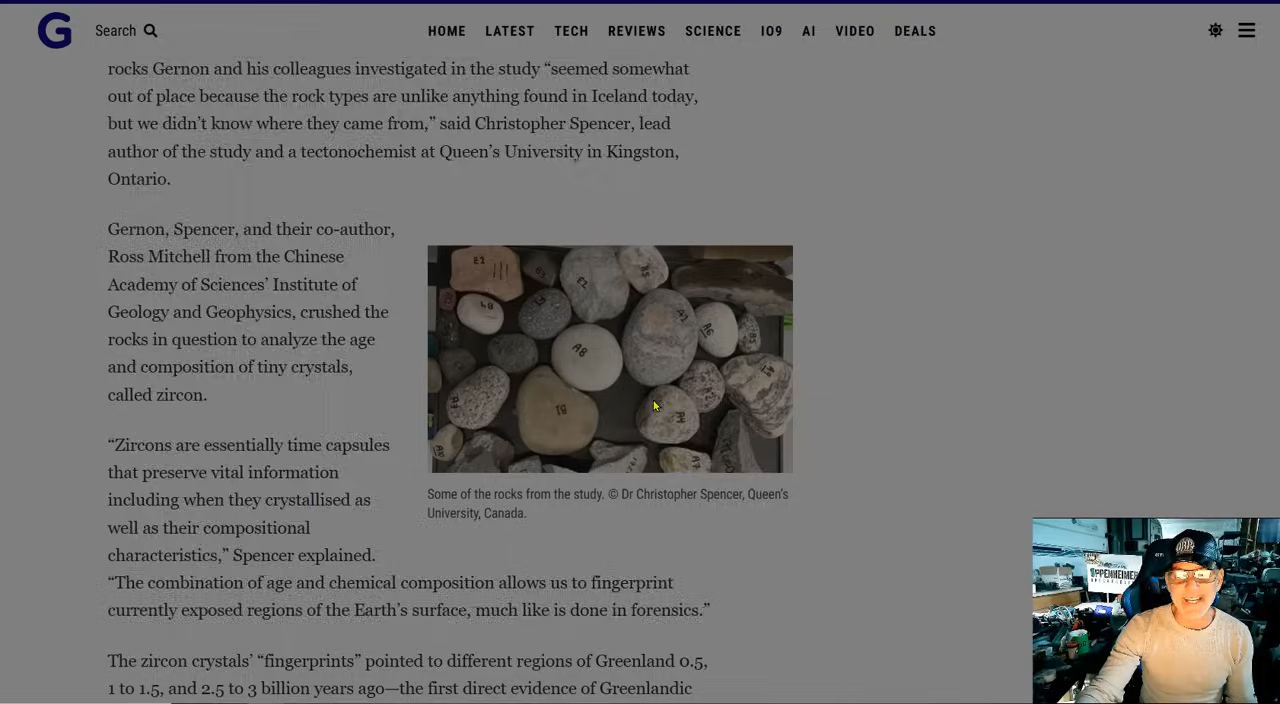 G
Search
HOME LATEST TECH REVIEWS SCIENCE IO9 AI VIDEO DEALS
rocks Gernon and his colleagues investigated in the study “seemed somewhat
out of place because the rock types are unlike anything found in Iceland today,
but we didn’t know where they came from,” said Christopher Spencer, lead
author of the study and a tectonochemist at Queen’s University in Kingston,
Ontario.
Gernon, Spencer, and their co-author,
Ross Mitchell from the Chinese
Academy of Sciences’ Institute of
Geology and Geophysics, crushed the
rocks in question to analyze the age
and composition of tiny crystals,
called zircon.
“Zircons are essentially time capsules
that preserve vital information
including when they crystallised as
well as their compositional
characteristics,” Spencer explained.
“The combination of age and chemical composition allows us to fingerprint
currently exposed regions of the Earth’s surface, much like is done in forensics.”
The zircon crystals’ “fingerprints” pointed to different regions of Greenland 0.5,
1 to 1.5, and 2.5 to 3 billion years ago—the first direct evidence of Greenlandic
E2
A8
A6
B1
A4
Some of the rocks from the study. © Dr Christopher Spencer, Queen’s
University, Canada.